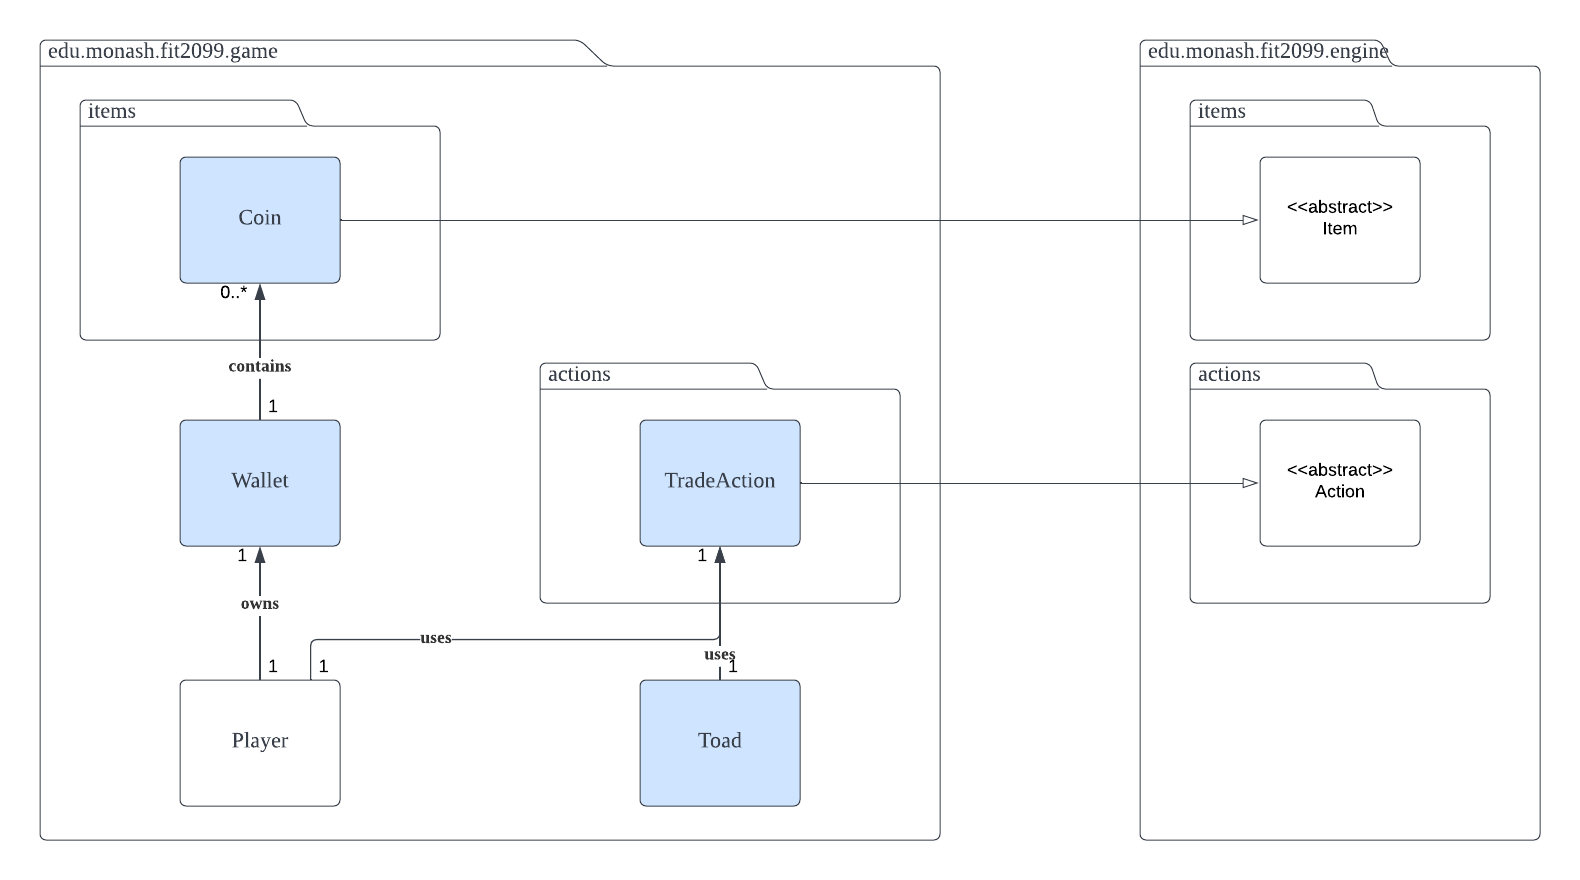 edu.monash.fit2099.game
edu.monash.fit2099.engine
items
items
Coin
<<abstract>>
Item
0..*
contains
1
actions
actions
Wallet
TradeAction
<<abstract>>
Action
1
1
owns
uses
uses
1
1
1
Player
Toad